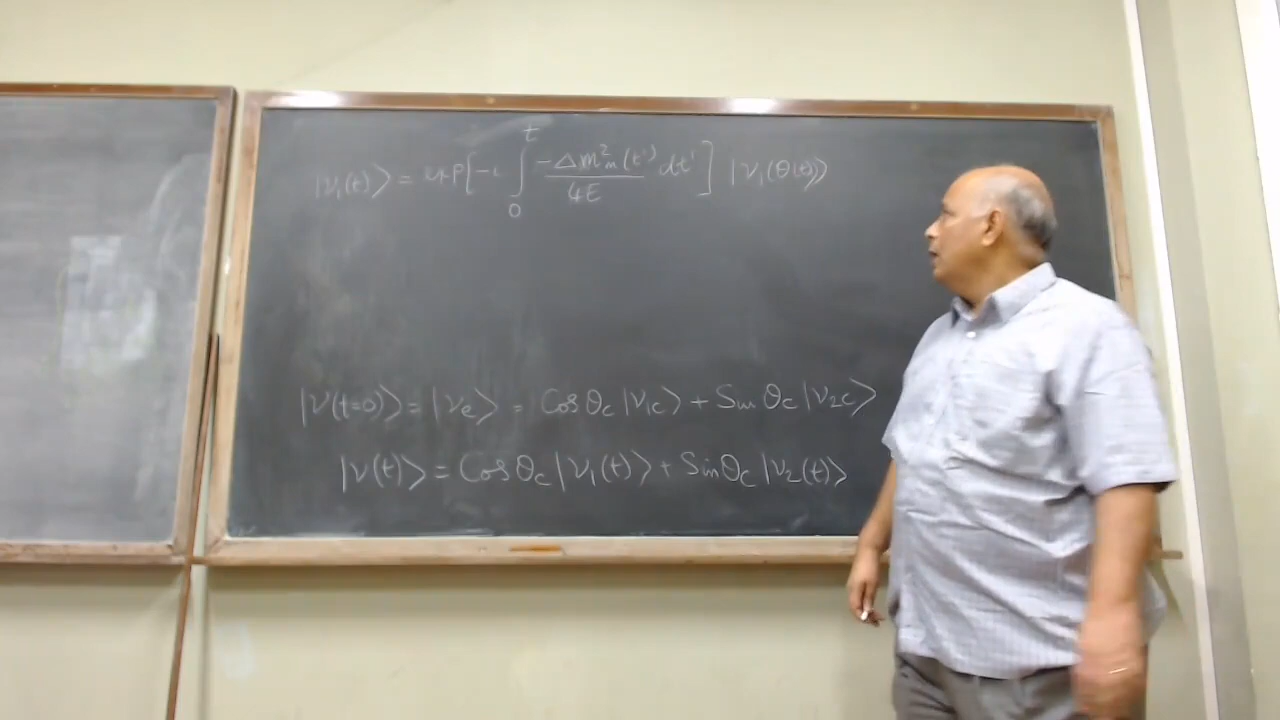 |ν₁(t)⟩ = exp[-i ∫₀ᵗ -Δm²ₘ(t')/4E dt'] |ν₁(θ(t))⟩
|ν(t=0)⟩ = |νₑ⟩ = Cos θc |ν₁c⟩ + Sin θc |ν₂c⟩
|ν(t)⟩ = Cos θc |ν₁(t)⟩ + Sin θc |ν₂(t)⟩